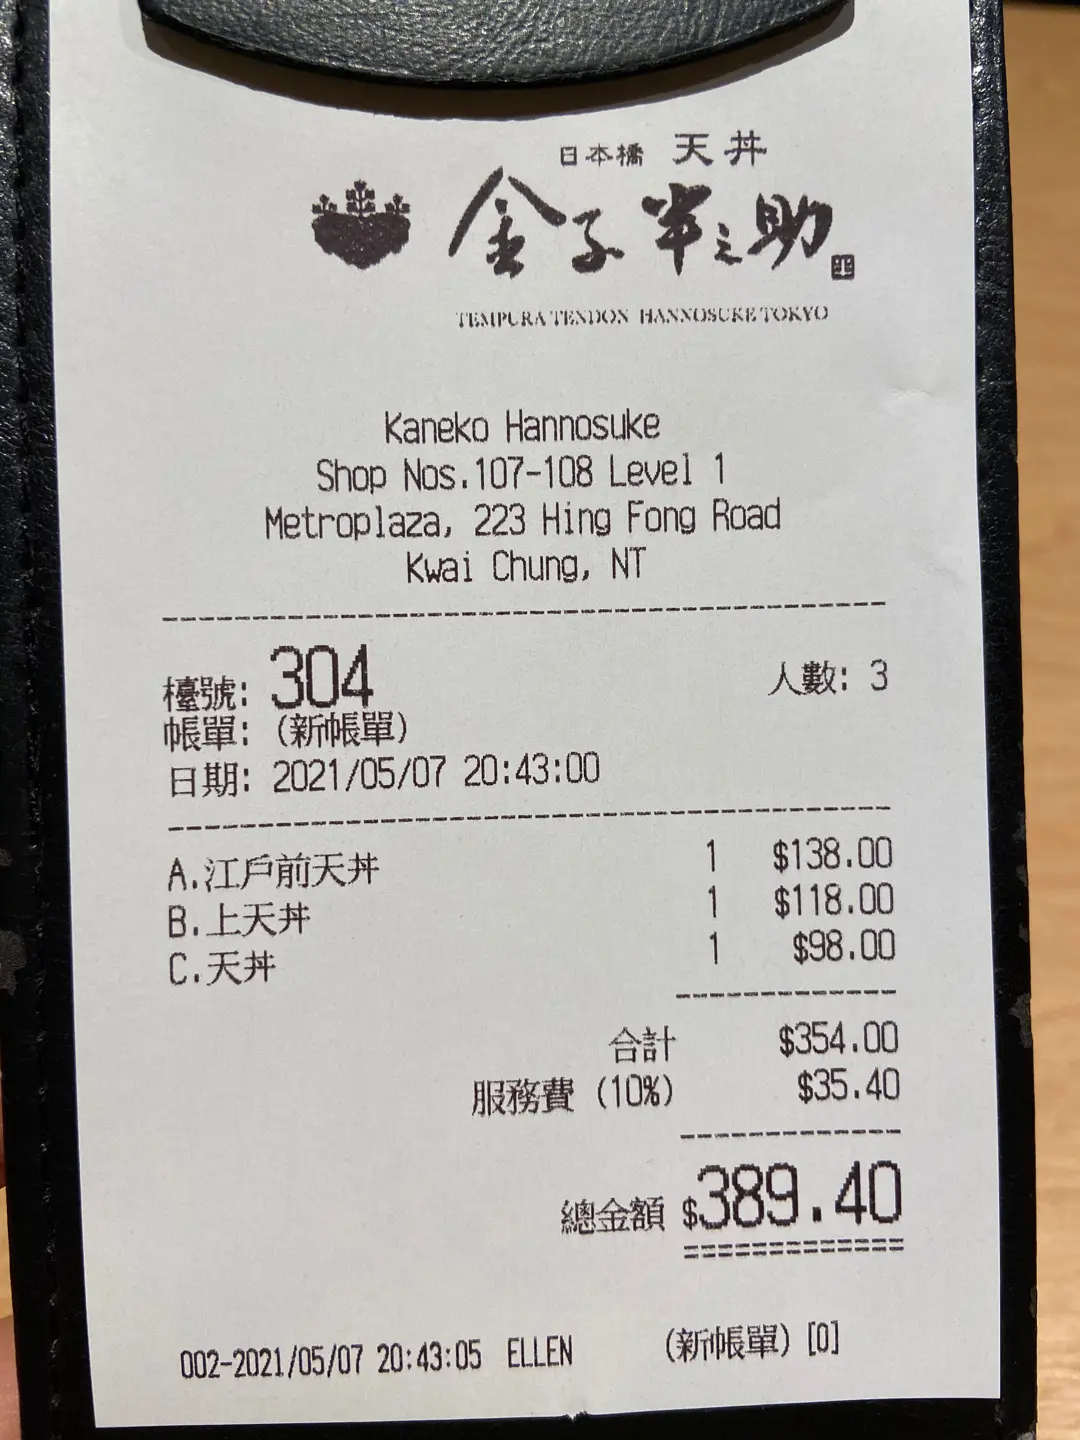 日本橋 天丼
金子半之助
TEMPURA TENDON HANNOSUKE TOKYO
Kaneko Hannosuke
Shop Nos.107-108 Level 1
Metroplaza, 223 Hing Fong Road
Kwai Chung, NT
檯號: 304 人數: 3
帳單: (新帳單)
日期: 2021/05/07 20:43:00
A.江戶前天丼 1 $138.00
B.上天丼 1 $118.00
C.天丼 1 $98.00
合計 $354.00
服務費 (10%) $35.40
總金額 $389.40
002-2021/05/07 20:43:05 ELLEN (新帳單) [0]